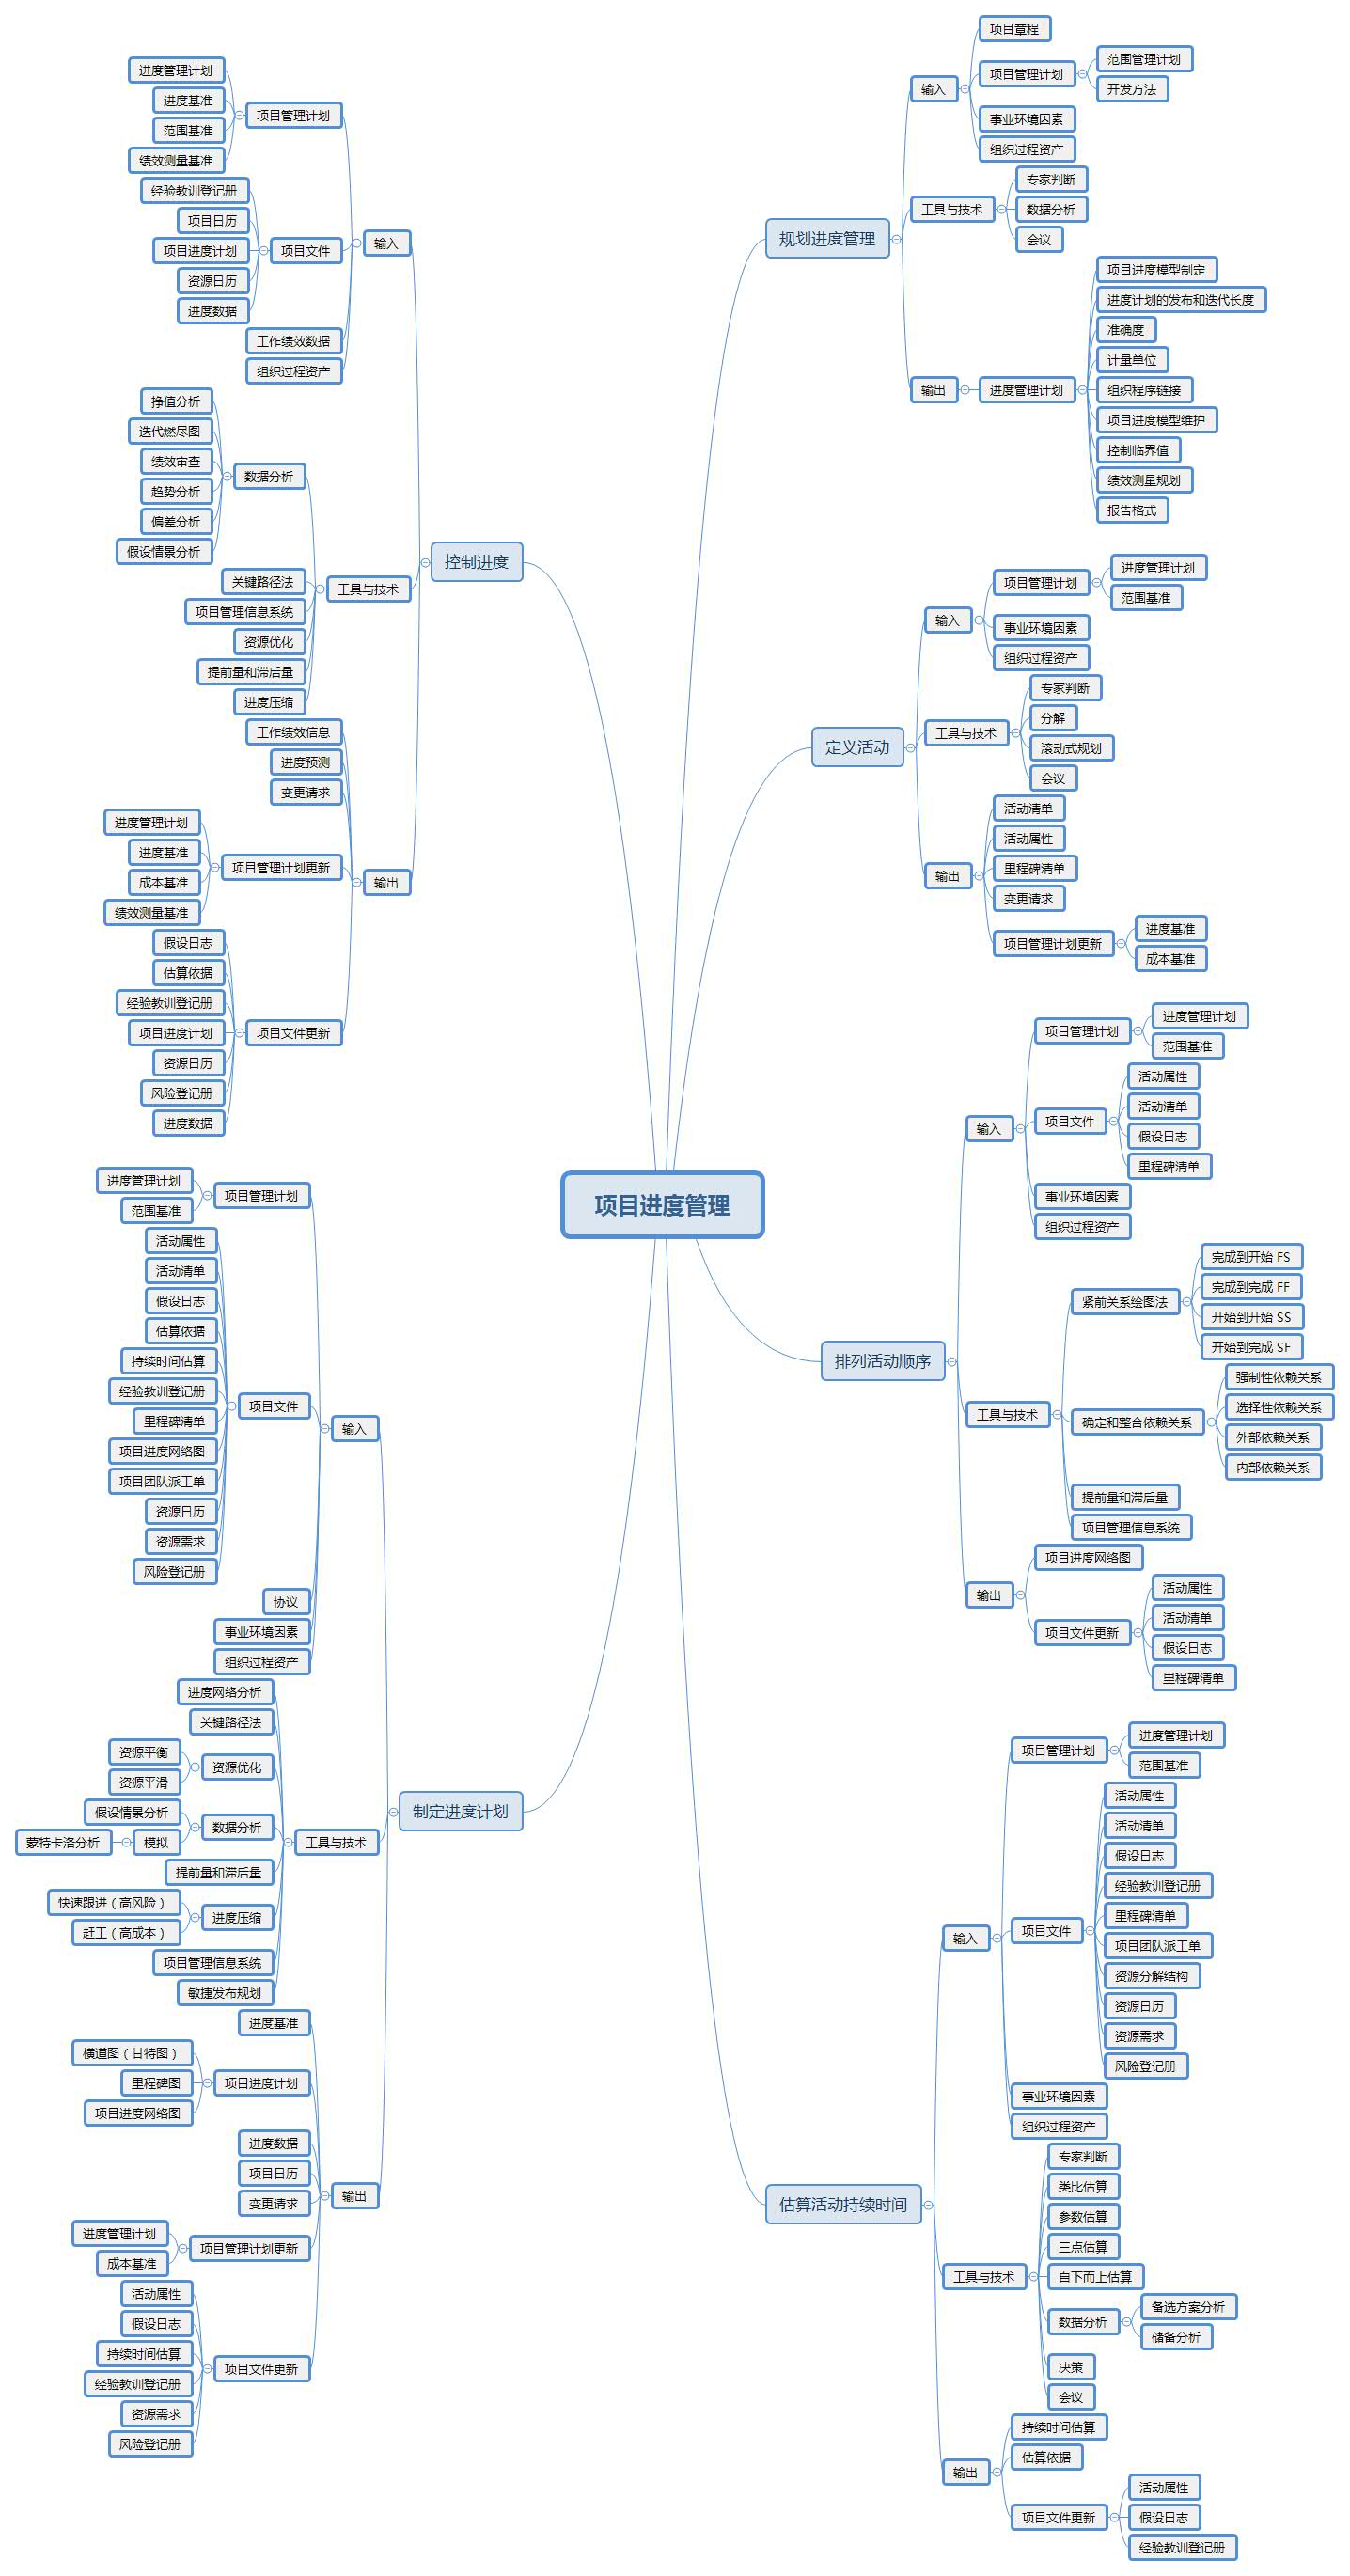 项目进度管理
规划进度管理
输入
项目章程
项目管理计划
范围管理计划
开发方法
事业环境因素
组织过程资产
工具与技术
专家判断
数据分析
会议
输出
进度管理计划
项目进度模型制定
进度计划的发布和迭代长度
准确度
计量单位
组织程序链接
项目进度模型维护
控制临界值
绩效测量规划
报告格式
定义活动
输入
项目管理计划
进度管理计划
范围基准
事业环境因素
组织过程资产
工具与技术
专家判断
分解
滚动式规划
会议
输出
活动清单
活动属性
里程碑清单
变更请求
项目管理计划更新
进度基准
成本基准
排列活动顺序
输入
项目管理计划
进度管理计划
范围基准
项目文件
活动属性
活动清单
假设日志
里程碑清单
事业环境因素
组织过程资产
工具与技术
紧前关系绘图法
完成到开始 FS
完成到完成 FF
开始到开始 SS
开始到完成 SF
确定和整合依赖关系
强制性依赖关系
选择性依赖关系
外部依赖关系
内部依赖关系
提前量和滞后量
项目管理信息系统
输出
项目进度网络图
项目文件更新
活动属性
活动清单
假设日志
里程碑清单
估算活动持续时间
输入
项目管理计划
进度管理计划
范围基准
项目文件
活动属性
活动清单
假设日志
经验教训登记册
里程碑清单
项目团队派工单
资源分解结构
资源日历
资源需求
风险登记册
事业环境因素
组织过程资产
工具与技术
专家判断
类比估算
参数估算
三点估算
自下而上估算
数据分析
备选方案分析
储备分析
决策
会议
输出
持续时间估算
估算依据
项目文件更新
活动属性
假设日志
经验教训登记册
控制进度
输入
项目管理计划
进度管理计划
进度基准
范围基准
绩效测量基准
项目文件
经验教训登记册
项目日历
项目进度计划
资源日历
进度数据
工作绩效数据
组织过程资产
工具与技术
数据分析
挣值分析
迭代燃尽图
绩效审查
趋势分析
偏差分析
假设情景分析
关键路径法
项目管理信息系统
资源优化
提前量和滞后量
进度压缩
输出
工作绩效信息
进度预测
变更请求
项目管理计划更新
进度管理计划
进度基准
成本基准
绩效测量基准
项目文件更新
假设日志
估算依据
经验教训登记册
项目进度计划
资源日历
风险登记册
进度数据
制定进度计划
输入
项目管理计划
进度管理计划
范围基准
项目文件
活动属性
活动清单
假设日志
估算依据
持续时间估算
经验教训登记册
里程碑清单
项目进度网络图
项目团队派工单
资源日历
资源需求
风险登记册
协议
事业环境因素
组织过程资产
工具与技术
进度网络分析
关键路径法
资源优化
资源平衡
资源平滑
数据分析
假设情景分析
模拟
蒙特卡洛分析
提前量和滞后量
进度压缩
快速跟进（高风险）
赶工（高成本）
项目管理信息系统
敏捷发布规划
输出
进度基准
项目进度计划
横道图（甘特图）
里程碑图
项目进度网络图
进度数据
项目日历
变更请求
项目管理计划更新
进度管理计划
成本基准
项目文件更新
活动属性
假设日志
持续时间估算
经验教训登记册
资源需求
风险登记册